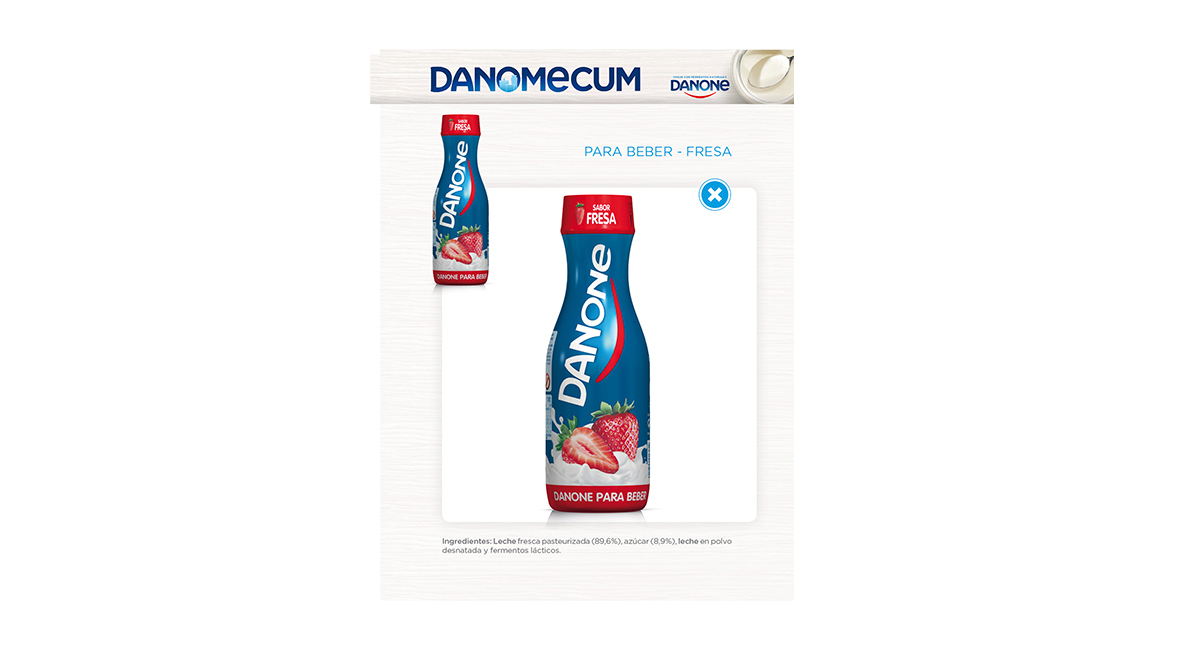 DANOMeCUM
DANONe
SABOR
FRESA
DANONe
DANONE PARA BEBER
PARA BEBER - FRESA
SABOR
FRESA
DANONe
DANONE PARA BEBER
Ingredientes: Leche fresca pasteurizada (89,6%), azúcar (8,9%), leche en polvo
desnatada y fermentos lácticos.